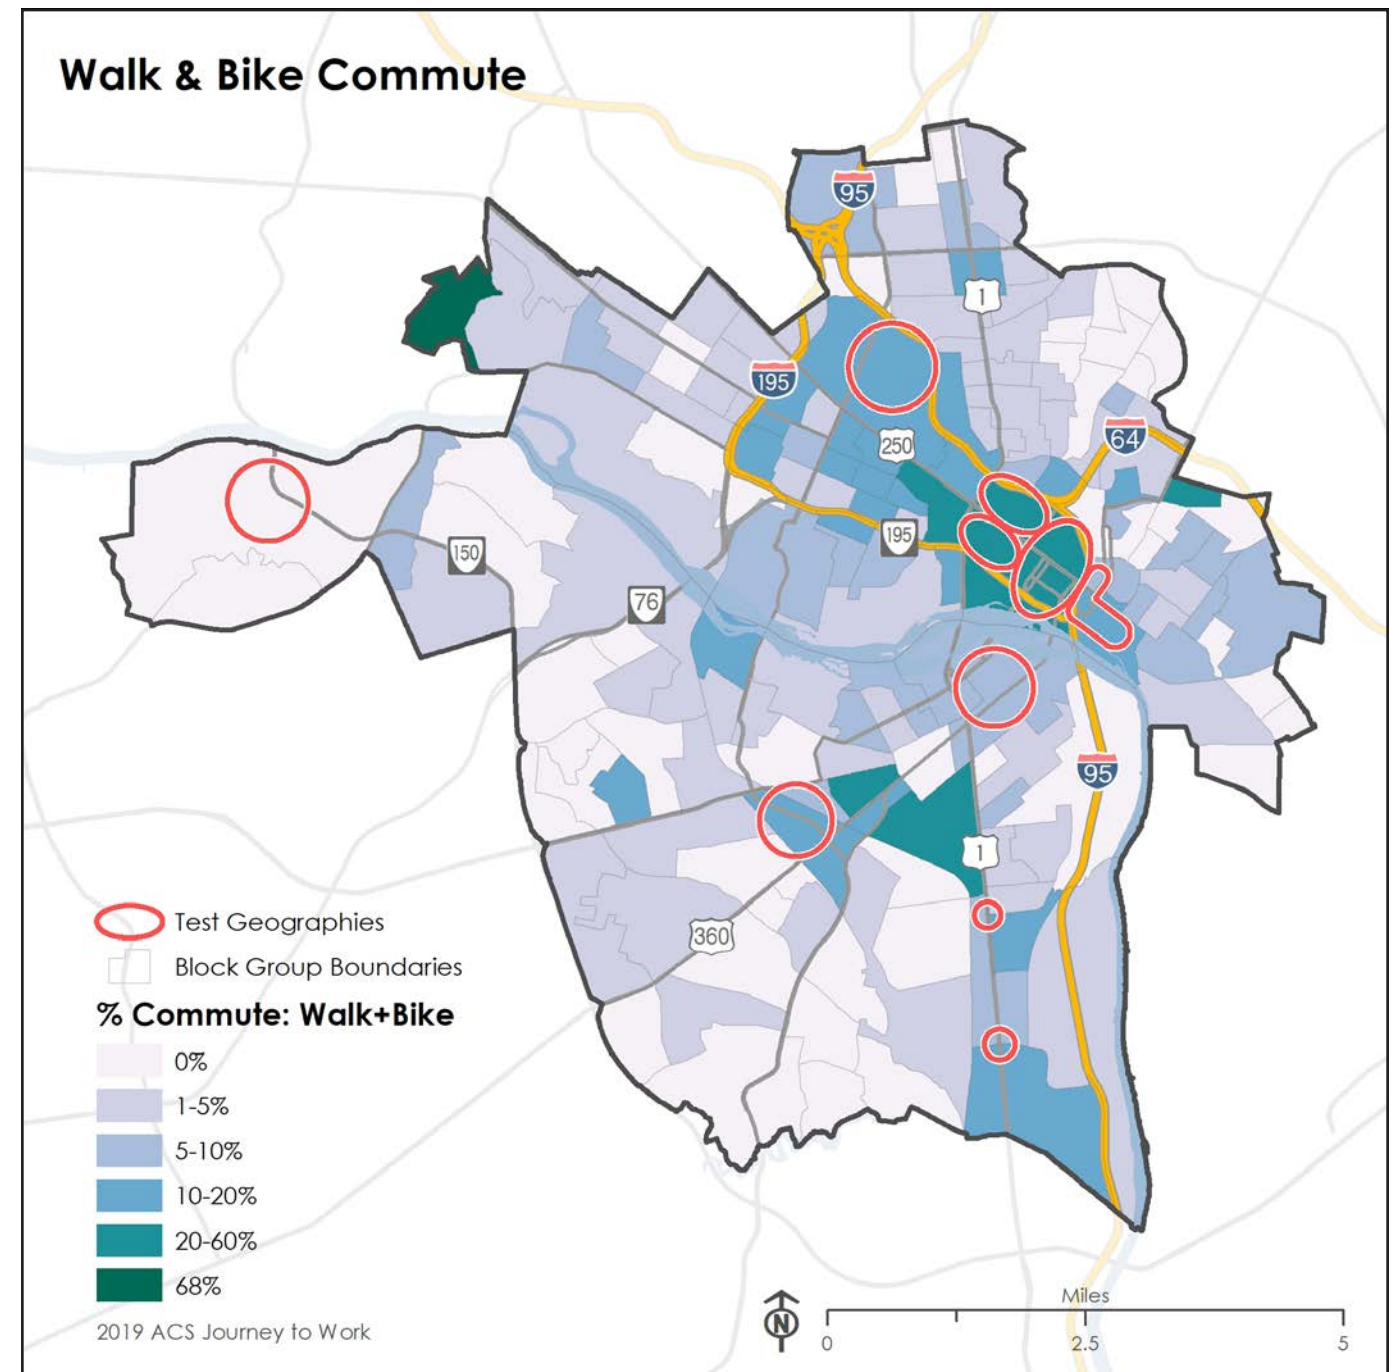 Walk & Bike Commute
95
1
195
64
250
195
150
76
95
1
360
Test Geographies
Block Group Boundaries
% Commute: Walk+Bike
0%
1-5%
5-10%
10-20%
20-60%
68%
2019 ACS Journey to Work
N
Miles
0
2.5
5